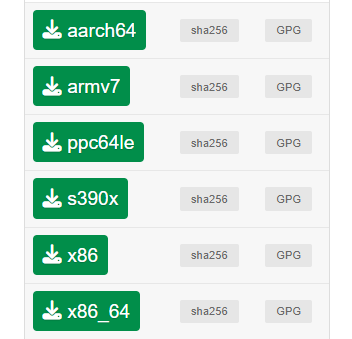 aarch64 sha256 GPG
armv7 sha256 GPG
ppc64le sha256 GPG
s390x sha256 GPG
x86 sha256 GPG
x86_64 sha256 GPG